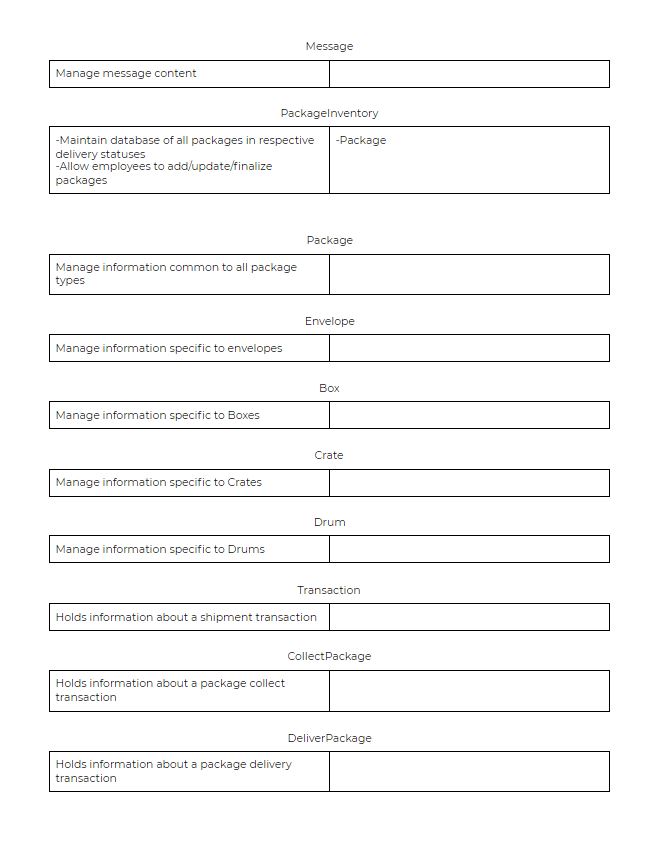 Message
Manage message content
PackageInventory
-Maintain database of all packages in respective
delivery statuses
-Allow employees to add/update/finalize
packages
-Package
Package
Manage information common to all package
types
Envelope
Manage information specific to envelopes
Box
Manage information specific to Boxes
Crate
Manage information specific to Crates
Drum
Manage information specific to Drums
Transaction
Holds information about a shipment transaction
CollectPackage
Holds information about a package collect
transaction
DeliverPackage
Holds information about a package delivery
transaction